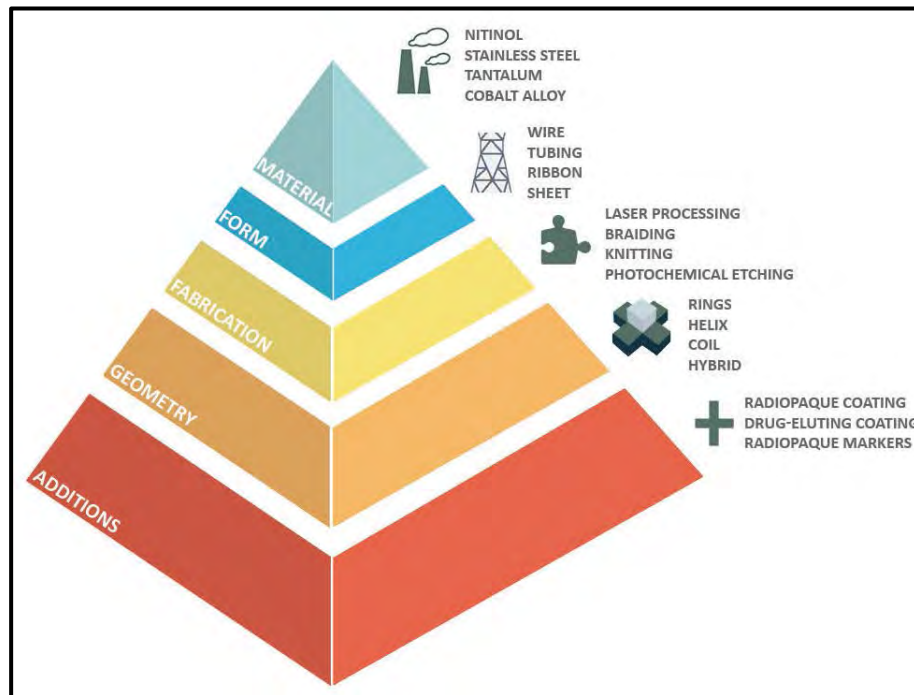 NITINOL
STAINLESS STEEL
TANTALUM
COBALT ALLOY
MATERIAL
WIRE
TUBING
RIBBON
SHEET
FORM
LASER PROCESSING
BRAIDING
KNITTING
PHOTOCHEMICAL ETCHING
FABRICATION
RINGS
HELIX
COIL
HYBRID
GEOMETRY
RADIOPAQUE COATING
DRUG-ELUTING COATING
RADIOPAQUE MARKERS
ADDITIONS